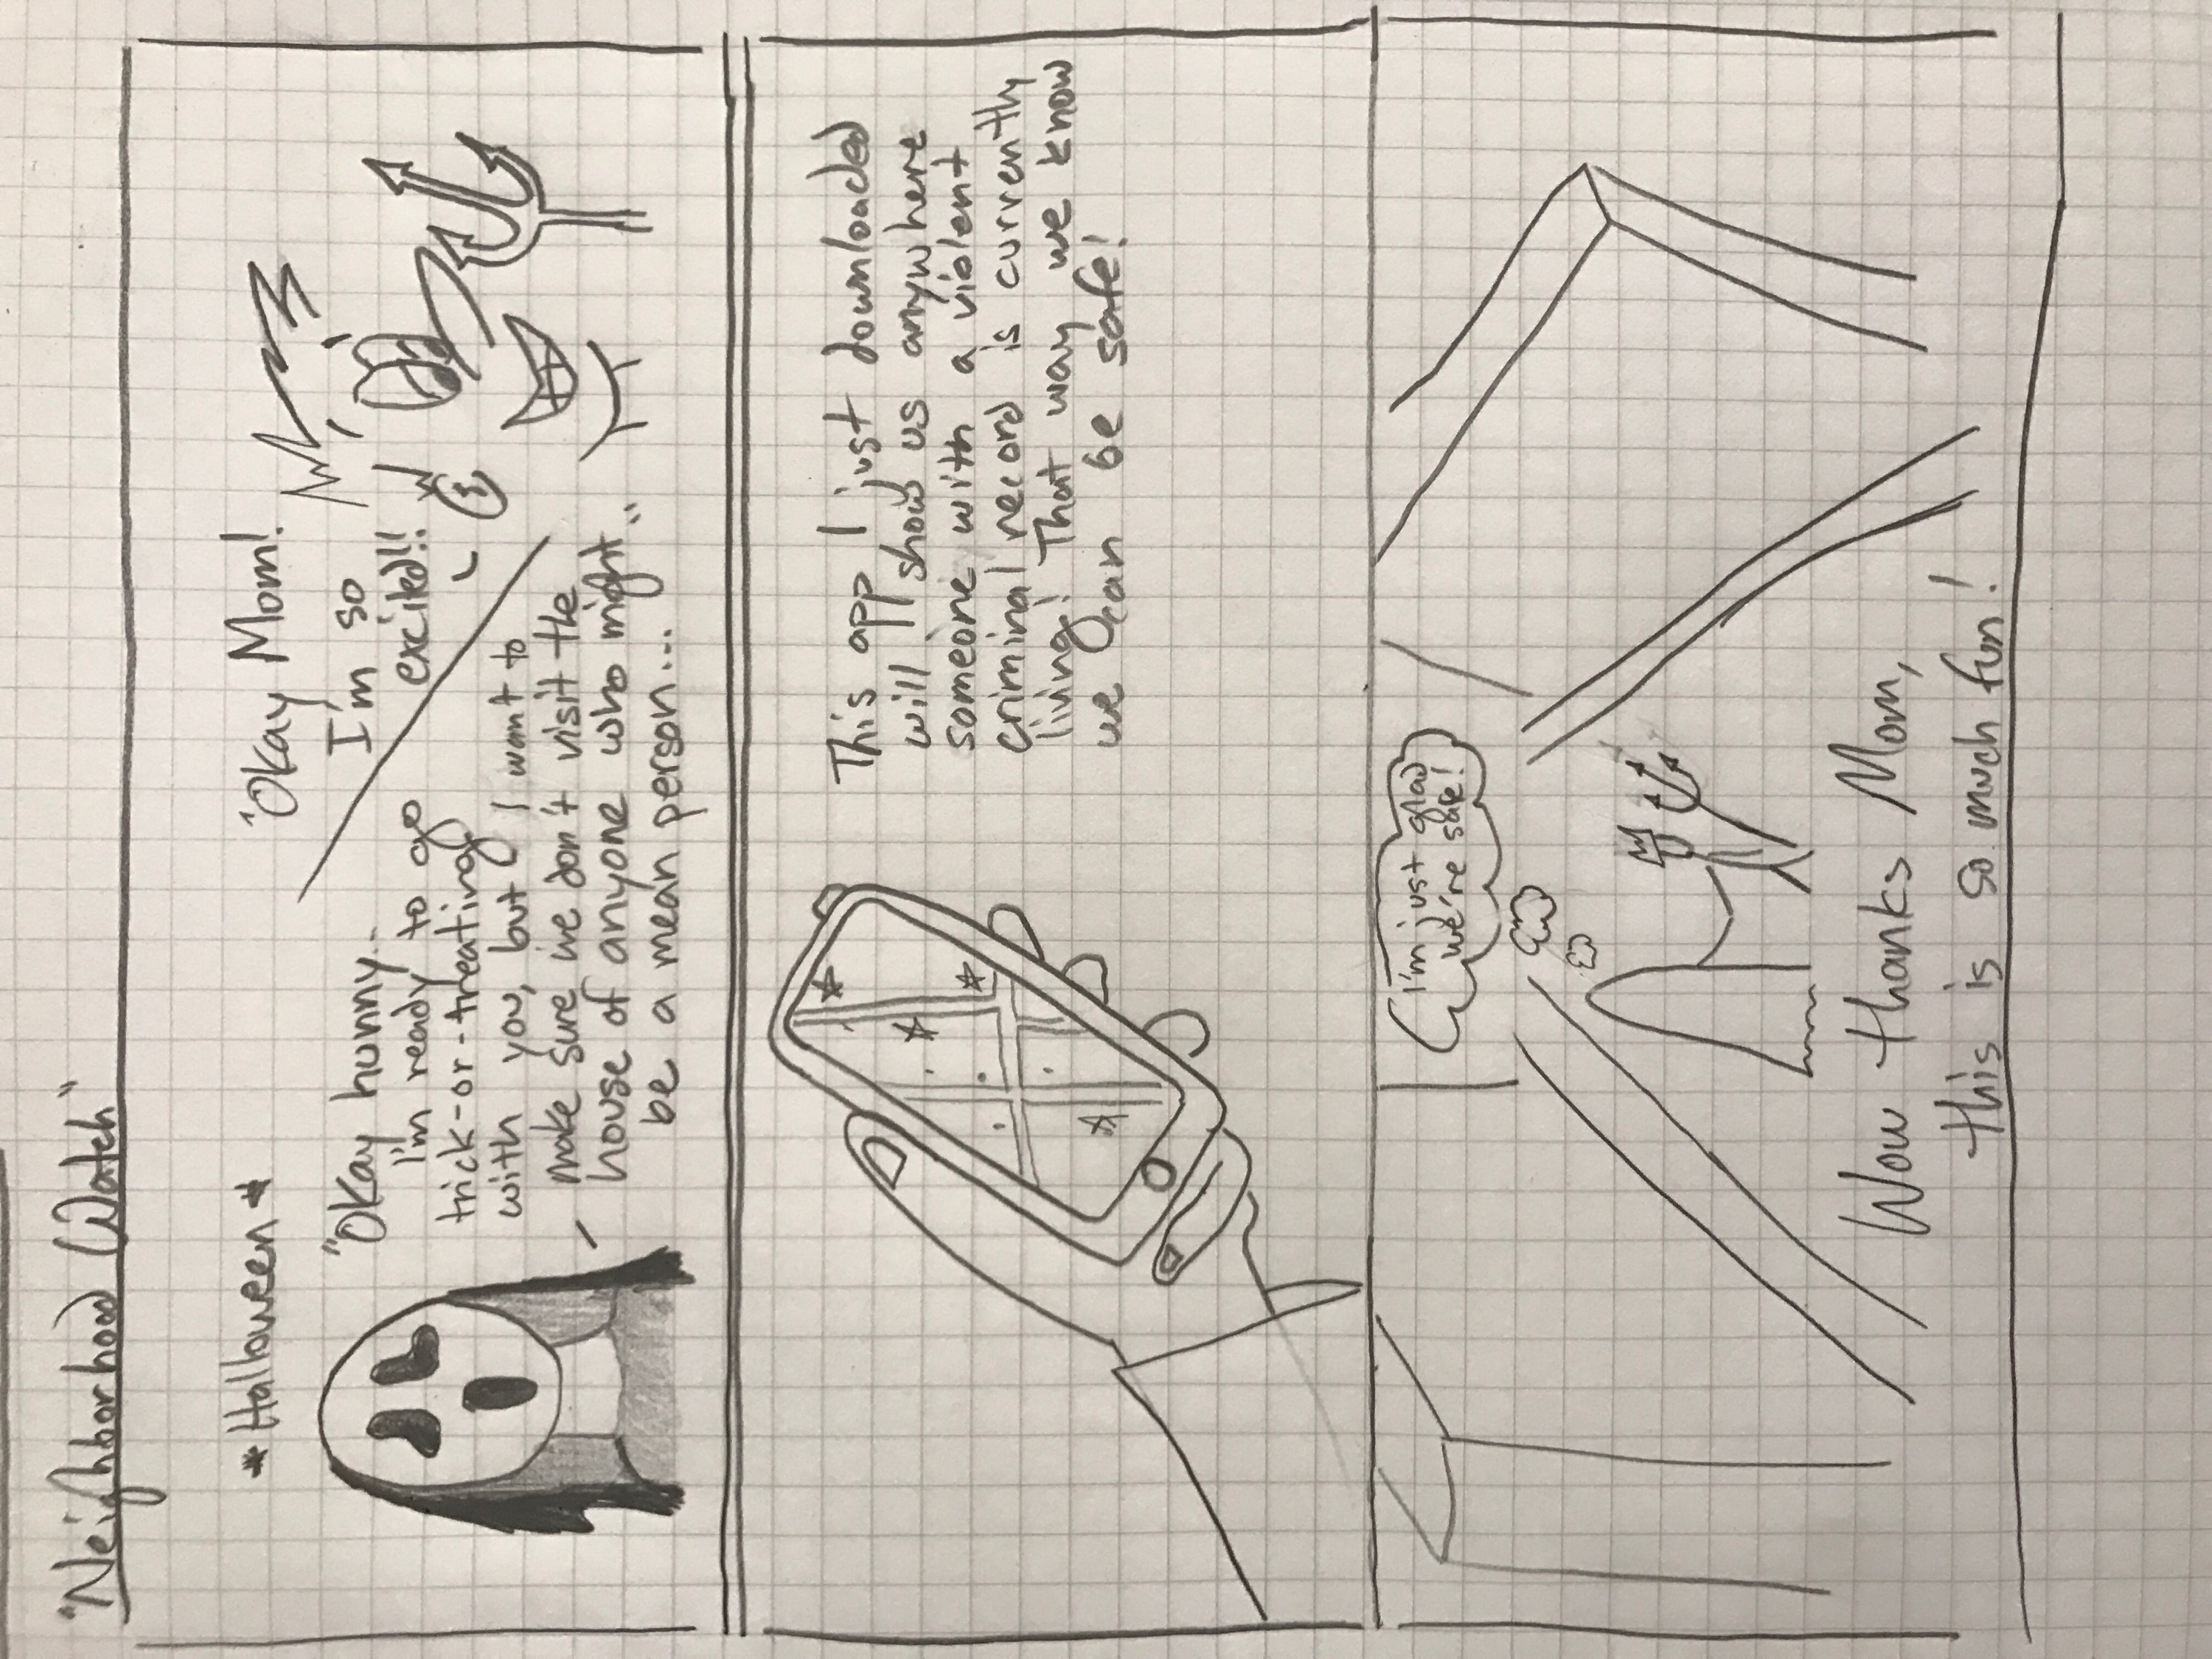 "Neighborhood Watch"
*Halloween*
"Okay hunny..
I'm ready to go
trick-or-treating
with you, but - I want to
make sure we don't visit the
house of anyone who might
be a mean person..."
"Okay Mom!
I'm so
excited!!
This app I just downloaded
will show us anywhere
someone with a violent
criminal record is currently
living! That way we know
we can be safe!
I'm just glad
we're safe!
Wow thanks Mom,
this is so much fun!